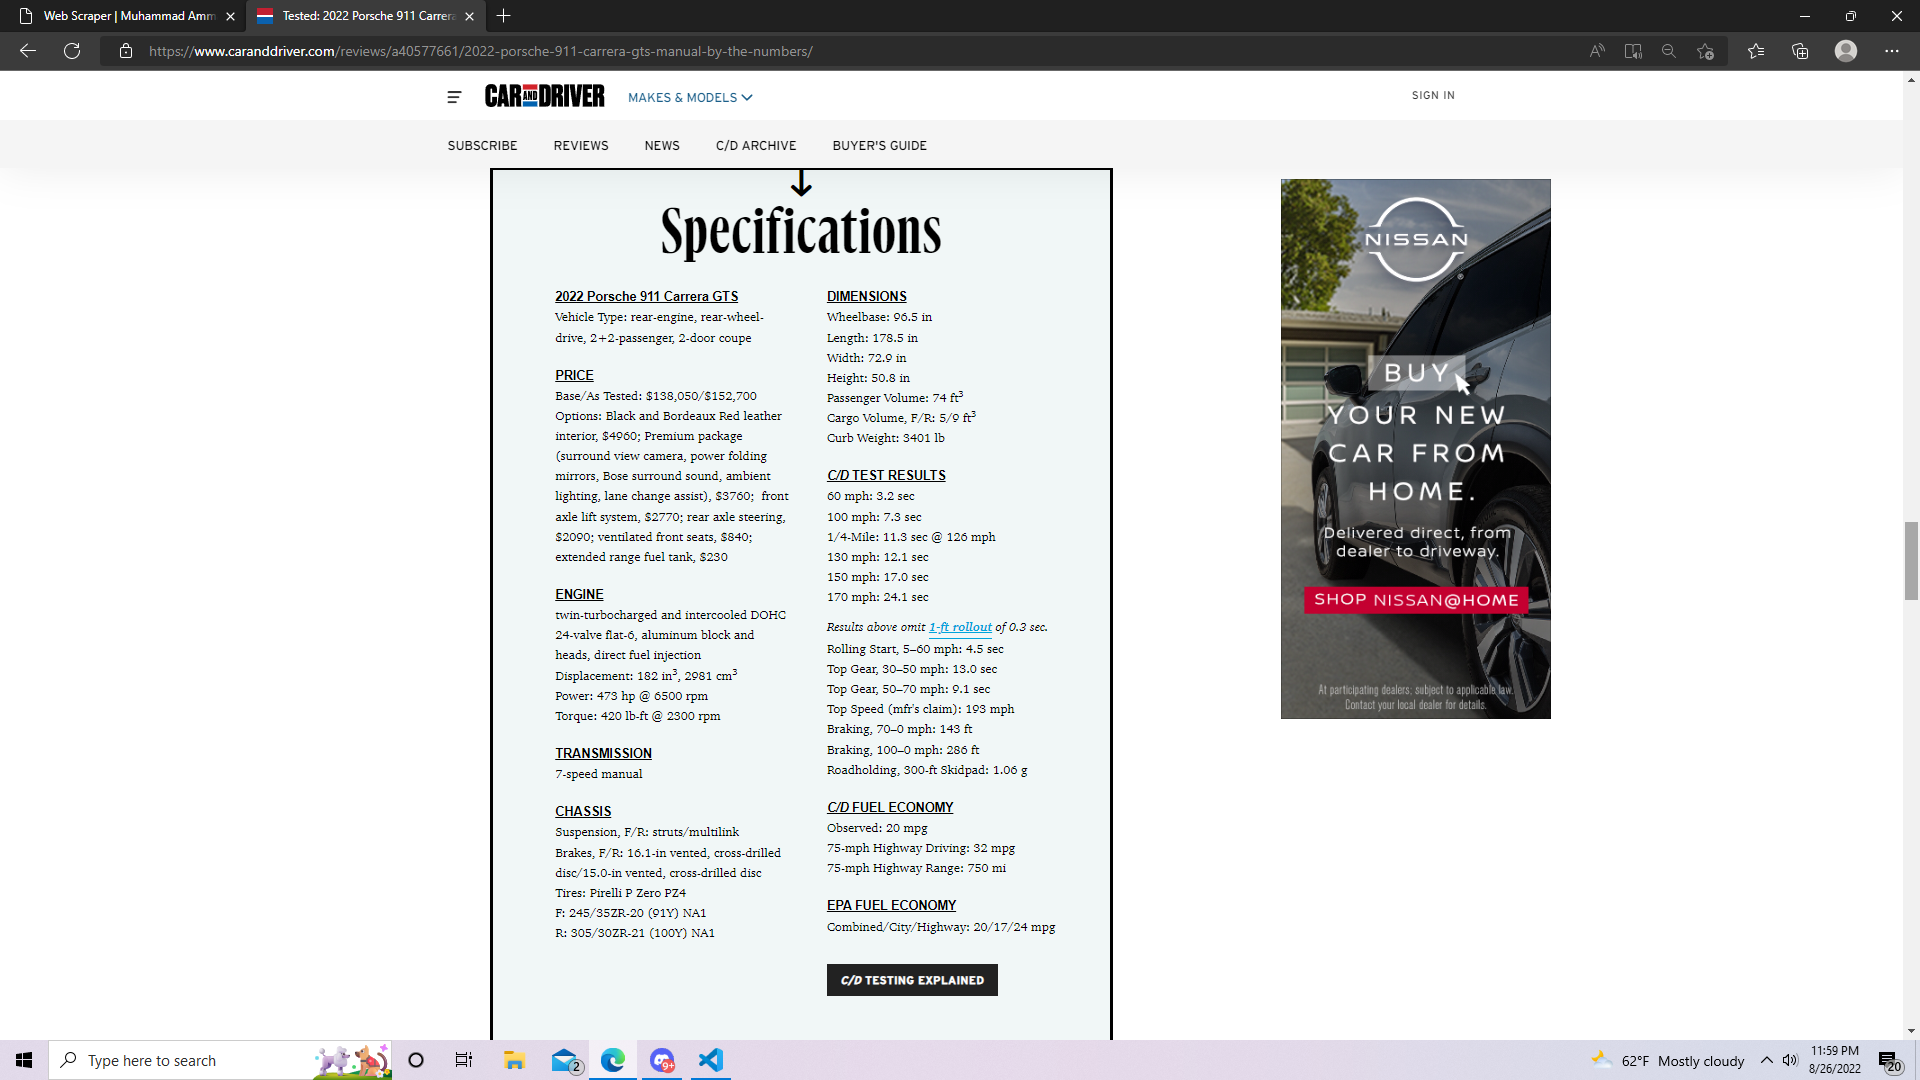 Web Scraper | Muhammad Amm
Tested: 2022 Porsche 911 Carrera
https://www.caranddriver.com/reviews/a40577661/2022-porsche-911-carrera-gts-manual-by-the-numbers/
CAR AND DRIVER
MAKES & MODELS
SIGN IN
SUBSCRIBE
REVIEWS
NEWS
C/D ARCHIVE
BUYER'S GUIDE
Specifications
2022 Porsche 911 Carrera GTS
Vehicle Type: rear-engine, rear-wheel-
drive, 2+2-passenger, 2-door coupe
PRICE
Base/As Tested: $138,050/$152,700
Options: Black and Bordeaux Red leather
interior, $4960; Premium package
(surround view camera, power folding
mirrors, Bose surround sound, ambient
lighting, lane change assist), $3760; front
axle lift system, $2770; rear axle steering,
$2090; ventilated front seats, $840;
extended range fuel tank, $230
ENGINE
twin-turbocharged and intercooled DOHC
24-valve flat-6, aluminum block and
heads, direct fuel injection
Displacement: 182 in³, 2981 cm³
Power: 473 hp @ 6500 rpm
Torque: 420 lb-ft @ 2300 rpm
TRANSMISSION
7-speed manual
CHASSIS
Suspension, F/R: struts/multilink
Brakes, F/R: 16.1-in vented, cross-drilled
disc/15.0-in vented, cross-drilled disc
Tires: Pirelli P Zero PZ4
F: 245/35ZR-20 (91Y) NA1
R: 305/30ZR-21 (100Y) NA1
DIMENSIONS
Wheelbase: 96.5 in
Length: 178.5 in
Width: 72.9 in
Height: 50.8 in
Passenger Volume: 74 ft³
Cargo Volume, F/R: 5/9 ft³
Curb Weight: 3401 lb
C/D TEST RESULTS
60 mph: 3.2 sec
100 mph: 7.3 sec
1/4-Mile: 11.3 sec @ 126 mph
130 mph: 12.1 sec
150 mph: 17.0 sec
170 mph: 24.1 sec
Results above omit 1-ft rollout of 0.3 sec.
Rolling Start, 5–60 mph: 4.5 sec
Top Gear, 30–50 mph: 13.0 sec
Top Gear, 50–70 mph: 9.1 sec
Top Speed (mfr's claim): 193 mph
Braking, 70–0 mph: 143 ft
Braking, 100–0 mph: 286 ft
Roadholding, 300-ft Skidpad: 1.06 g
C/D FUEL ECONOMY
Observed: 20 mpg
75-mph Highway Driving: 32 mpg
75-mph Highway Range: 750 mi
EPA FUEL ECONOMY
Combined/City/Highway: 20/17/24 mpg
C/D TESTING EXPLAINED
NISSAN
BUY
YOUR NEW
CAR FROM
HOME.
Delivered direct, from
dealer to driveway.
SHOP NISSAN@HOME
At participating dealers; subject to applicable law.
Contact your local dealer for details.
Type here to search
2
9+
62°F Mostly cloudy
11:59 PM
8/26/2022
20